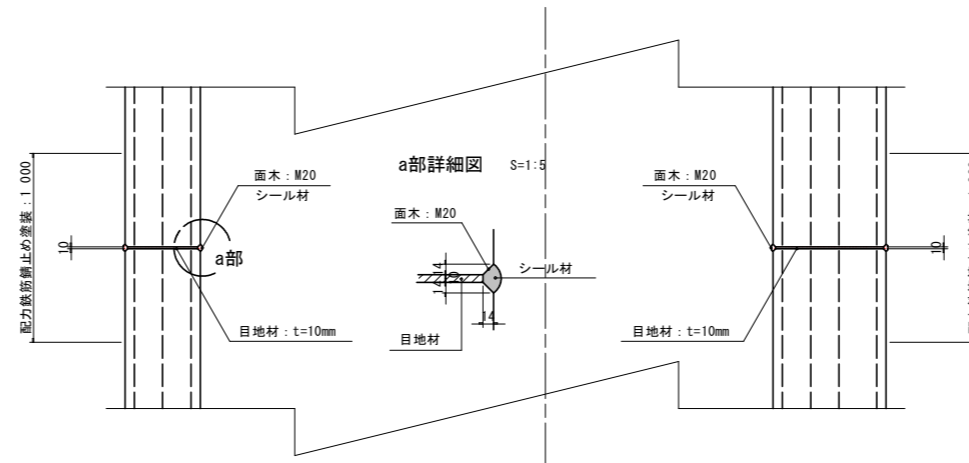 a部詳細図 S=1:5
面木：M20
シール材
面木：M20
シール材
面木：M20
シール材
配力鉄筋錆止め塗装：1 000
10
a部
14
10
14
14
目地材
目地材：t=10mm
目地材：t=10mm
10